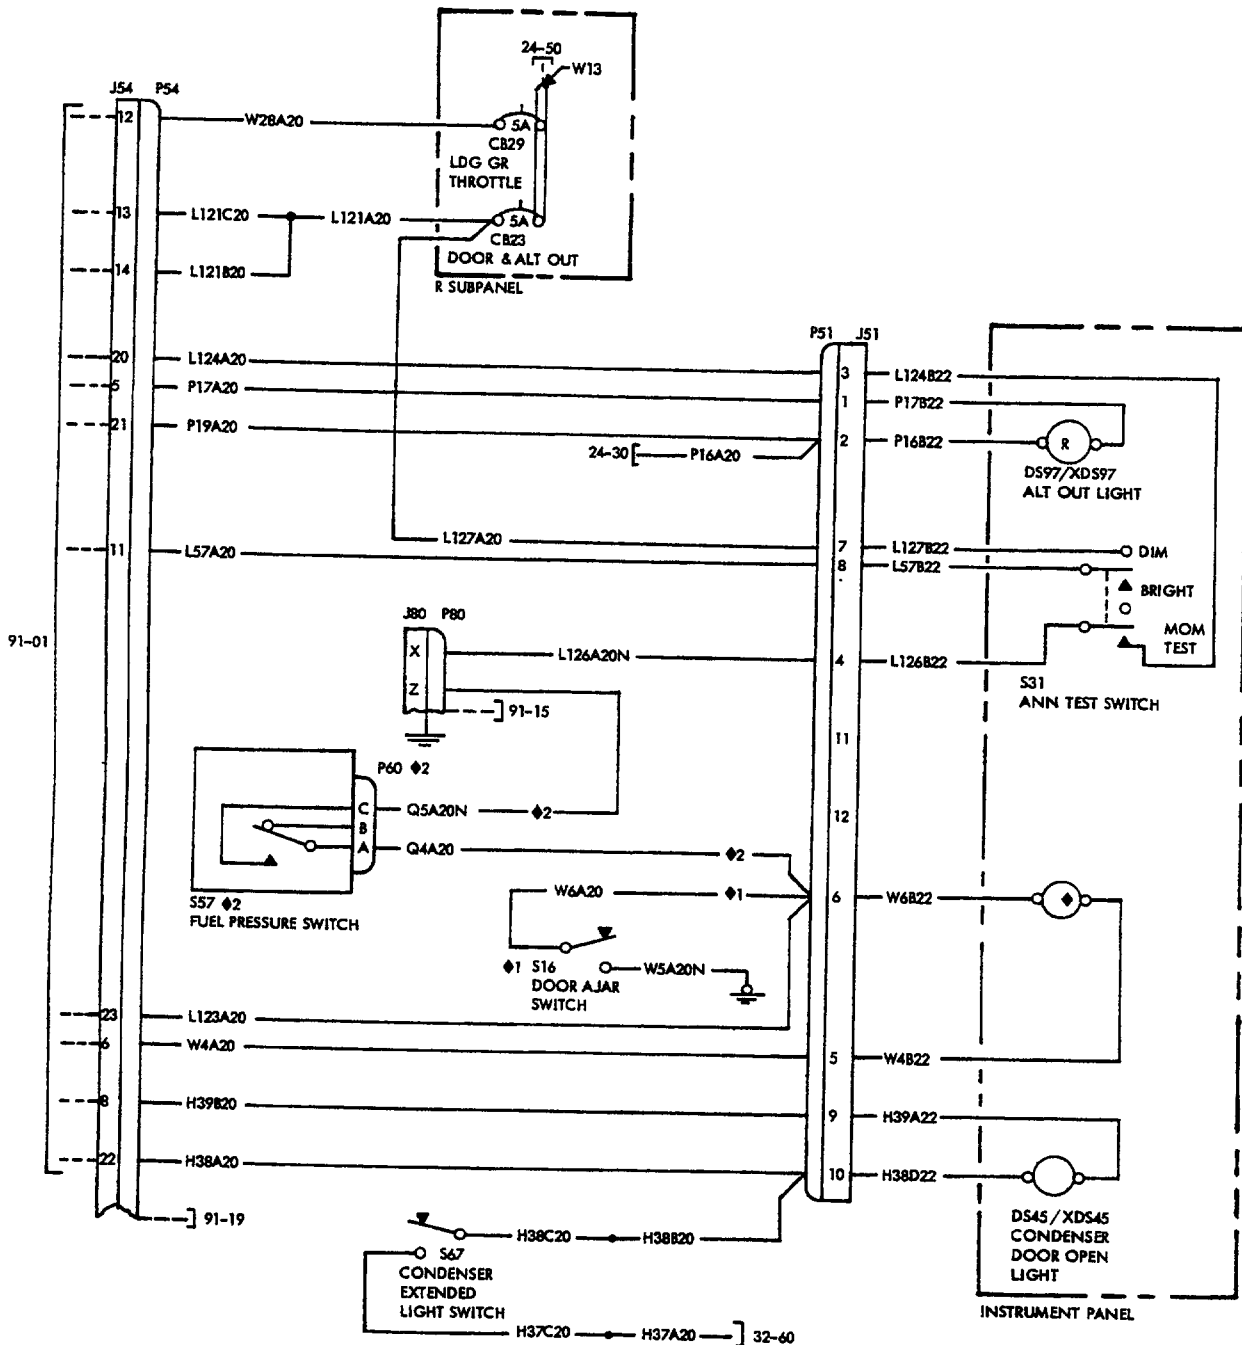 24-50
W13
J54 P54
12
W28A20
5A
CB29
LDG GR
THROTTLE
13
L121C20
L121A20
5A
CB23
DOOR & ALT OUT
14
L121B20
R SUBPANEL
P51 J51
20
L124A20
3
L124B22
5
P17A20
1
P17B22
21
P19A20
2
P16B22
R
24-30
P16A20
DS97/XDS97
ALT OUT LIGHT
L127A20
7
L127B22
DIM
11
L57A20
8
L57B22
BRIGHT
J80 P80
MOM
TEST
91-01
X
L126A20N
4
L126B22
S31
ANN TEST SWITCH
Z
91-15
11
P60 ♦2
C
Q5A20N
♦2
12
B
A
Q4A20
♦2
W6A20
♦1
6
W6B22
♦
S57 ♦2
FUEL PRESSURE SWITCH
♦1 S16
DOOR AJAR
SWITCH
W5A20N
23
L123A20
6
W4A20
5
W4B22
8
H39B20
9
H39A22
22
H38A20
10
H38D22
91-19
DS45/XDS45
CONDENSER
DOOR OPEN
LIGHT
H38C20
H38B20
S67
CONDENSER
EXTENDED
LIGHT SWITCH
INSTRUMENT PANEL
H37C20
H37A20
32-60